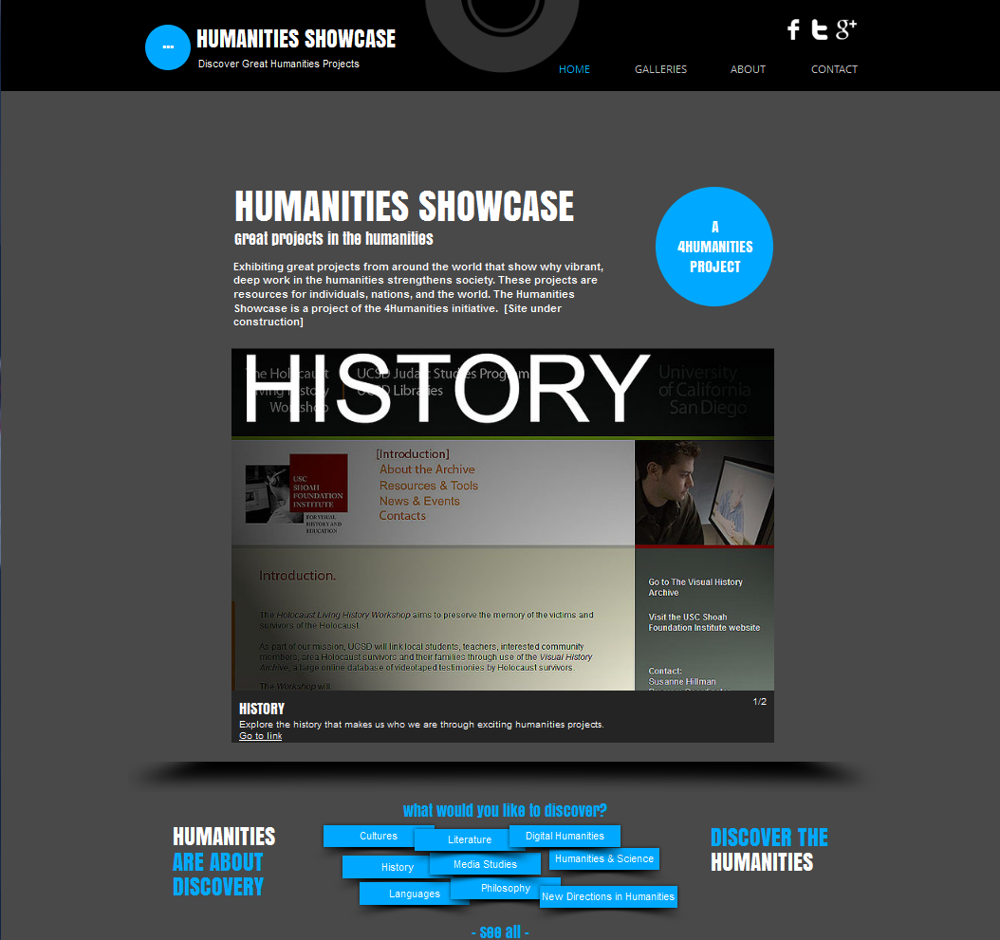 HUMANITIES SHOWCASE
Discover Great Humanities Projects
HOME GALLERIES ABOUT CONTACT
HUMANITIES SHOWCASE
great projects in the humanities
Exhibiting great projects from around the world that show why vibrant,
deep work in the humanities strengthens society. These projects are
resources for individuals, nations, and the world. The Humanities
Showcase is a project of the 4Humanities initiative. [Site under
construction]
A
4HUMANITIES
PROJECT
HISTORY
The Holocaust
Living History
Workshop
UCSD Judaic Studies Program
UCSD Libraries
University
of California
San Diego
USC
SHOAH
FOUNDATION
INSTITUTE
FOR VISUAL
HISTORY AND
EDUCATION
[Introduction]
About the Archive
Resources & Tools
News & Events
Contacts
Introduction.
The Holocaust Living History Workshop aims to preserve the memory of the victims and
survivors of the Holocaust.
As part of our mission, UCSD will link local students, teachers, interested community
members, area Holocaust survivors and their families through use of the Visual History
Archive, a large online database of videotaped testimonies by Holocaust survivors.
The Workshop will
Go to The Visual History
Archive
Visit the USC Shoah
Foundation Institute website
Contact:
Susanne Hillman
Program Coordinator
HISTORY
1/2
Explore the history that makes us who we are through exciting humanities projects.
Go to link
what would you like to discover?
HUMANITIES
ARE ABOUT
DISCOVERY
Cultures
Literature
Digital Humanities
History
Media Studies
Humanities & Science
Languages
Philosophy
New Directions in Humanities
DISCOVER THE
HUMANITIES
- see all -